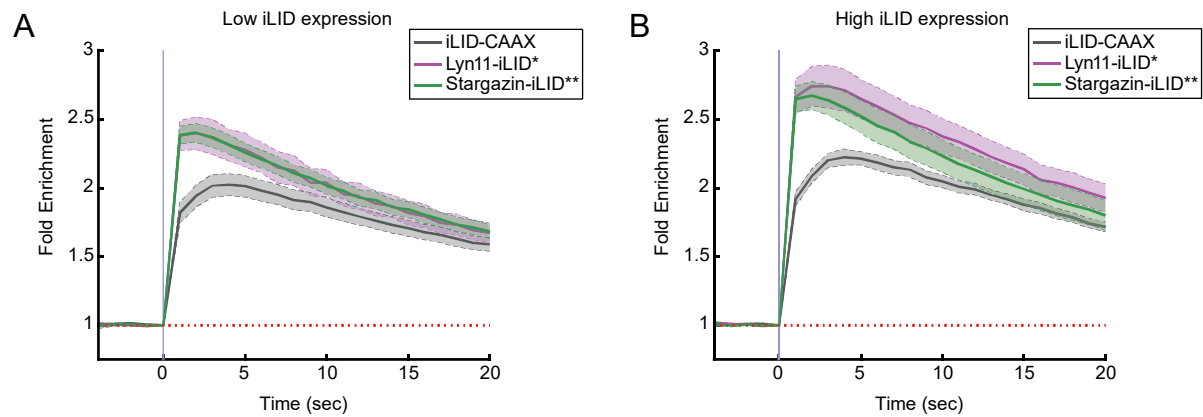 A
Low iLID expression
iLID-CAAX
Lyn11-iLID*
Stargazin-iLID**
Fold Enrichment
3
2.5
2
1.5
1
0
5
10
15
20
Time (sec)
B
High iLID expression
iLID-CAAX
Lyn11-iLID*
Stargazin-iLID**
Fold Enrichment
3
2.5
2
1.5
1
0
5
10
15
20
Time (sec)